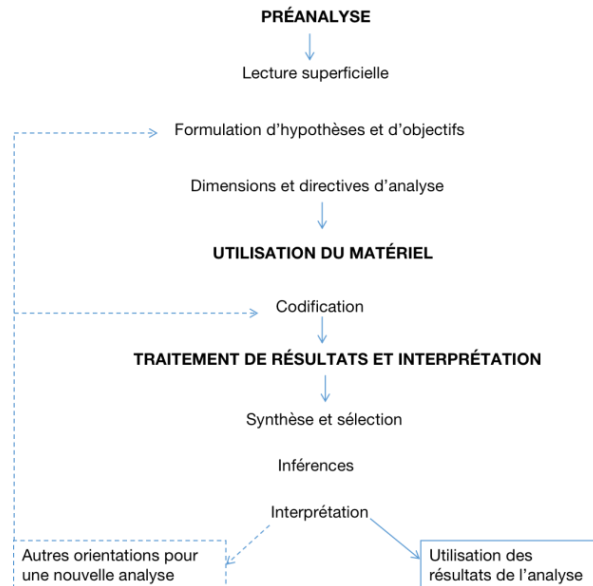 PRÉANALYSE
Lecture superficielle
Formulation d’hypothèses et d’objectifs
Dimensions et directives d’analyse
UTILISATION DU MATÉRIEL
Codification
TRAITEMENT DE RÉSULTATS ET INTERPRÉTATION
Synthèse et sélection
Inférences
Interprétation
Autres orientations pour
une nouvelle analyse
Utilisation des
résultats de l’analyse